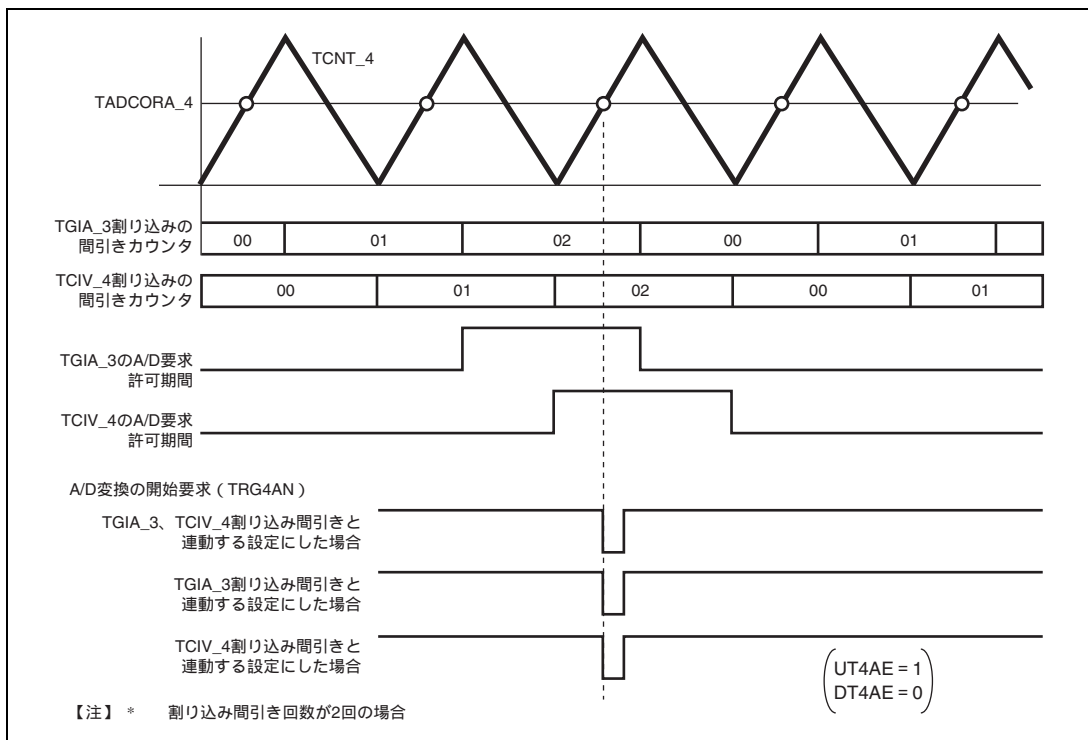 TCNT_4
TADCORA_4
TGIA_3割り込みの
間引きカウンタ
00 01 02 00 01
TCIV_4割り込みの
間引きカウンタ
00 01 02 00 01
TGIA_3のA/D要求
許可期間
TCIV_4のA/D要求
許可期間
A/D変換の開始要求（TRG4AN）
TGIA_3、TCIV_4割り込み間引きと
連動する設定にした場合
TGIA_3割り込み間引きと
連動する設定にした場合
TCIV_4割り込み間引きと
連動する設定にした場合
UT4AE = 1
DT4AE = 0
【注】 * 割り込み間引き回数が2回の場合